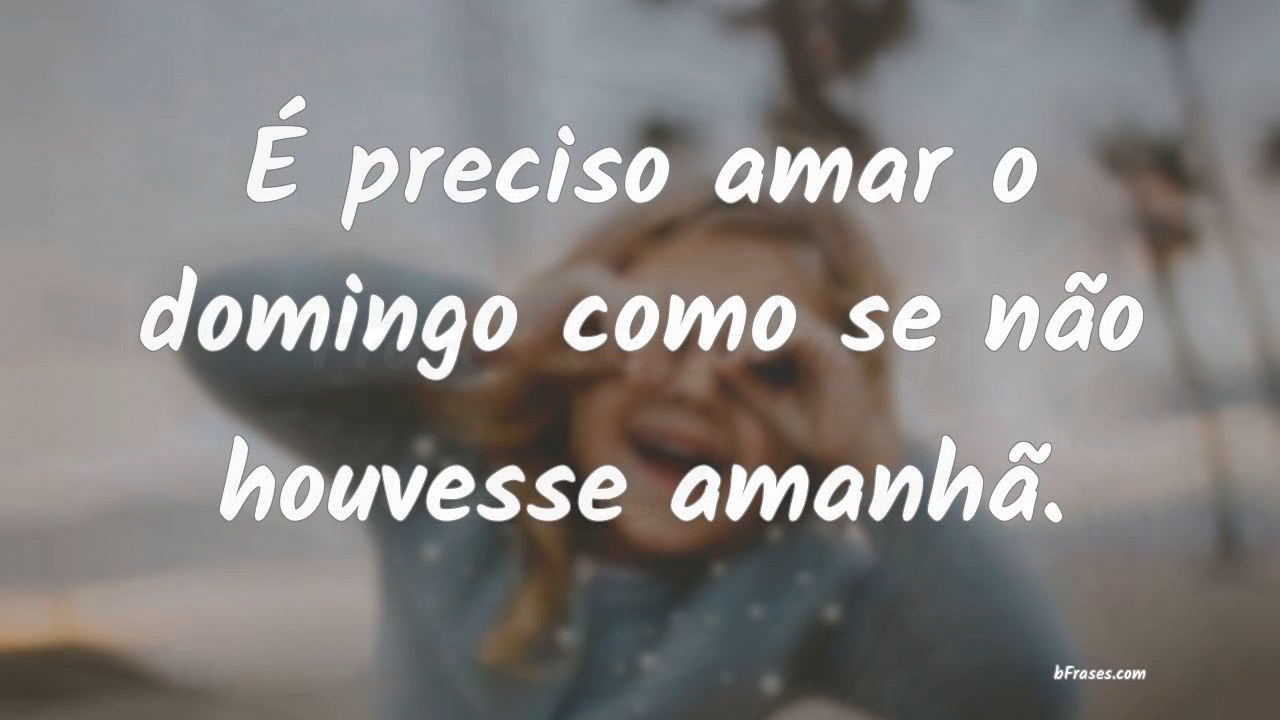 É preciso amar o
domingo como se não
houvesse amanhã.
bFrases.com